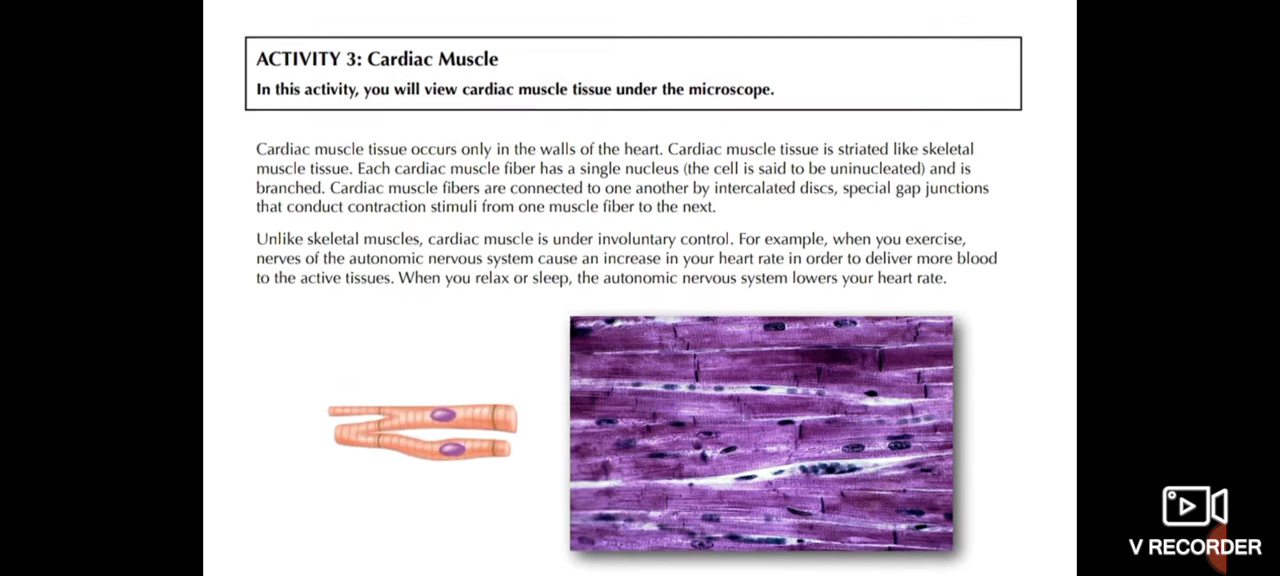 ACTIVITY 3: Cardiac Muscle
In this activity, you will view cardiac muscle tissue under the microscope.
Cardiac muscle tissue occurs only in the walls of the heart. Cardiac muscle tissue is striated like skeletal
muscle tissue. Each cardiac muscle fiber has a single nucleus (the cell is said to be uninucleated) and is
branched. Cardiac muscle fibers are connected to one another by intercalated discs, special gap junctions
that conduct contraction stimuli from one muscle fiber to the next.
Unlike skeletal muscles, cardiac muscle is under involuntary control. For example, when you exercise,
nerves of the autonomic nervous system cause an increase in your heart rate in order to deliver more blood
to the active tissues. When you relax or sleep, the autonomic nervous system lowers your heart rate.
V RECORDER